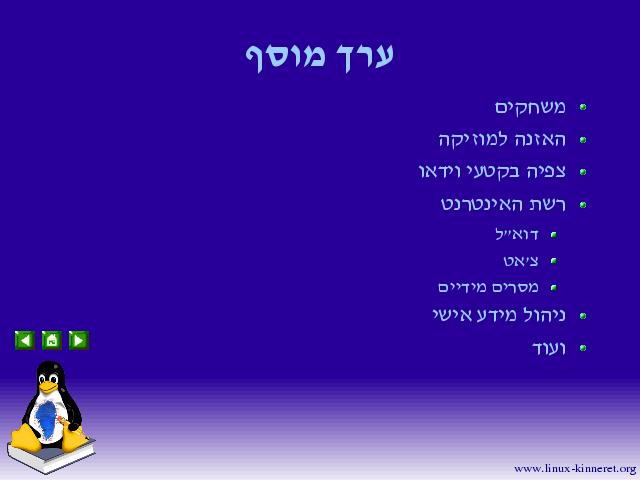 ערך מוסף
משחקים
האזנה למוזיקה
צפיה בקטעי וידאו
רשת האינטרנט
דוא"ל
צ'אט
מסרים מידיים
ניהול מידע אישי
ועוד
www.linux-kinneret.org